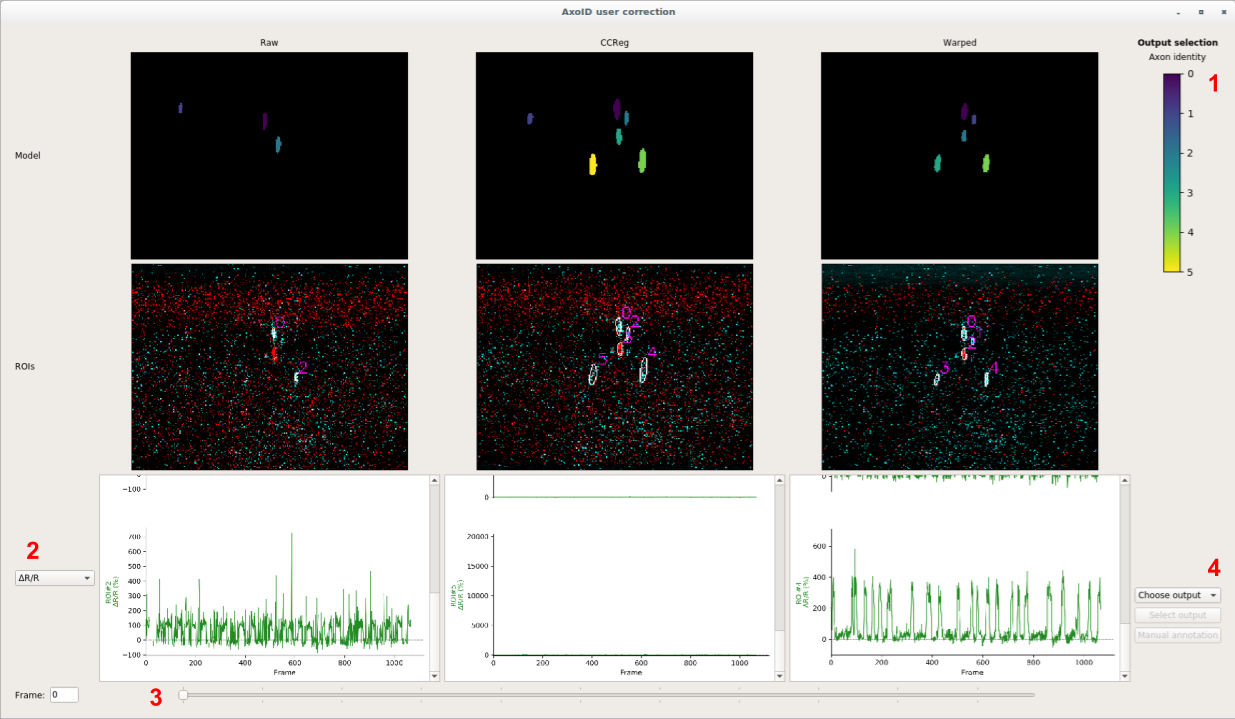 AxoID user correction
Raw
CCReg
Warped
Output selection
Axon identity
0
1
2
3
4
5
1
Model
ROIs
0
2
0
2
5
4
0
2
3
4
2
ΔR/R
−100
700
600
500
400
300
200
100
0
−100
ROI#2
ΔR/R (%)
0
200
400
600
800
1000
Frame
0
20000
15000
10000
5000
0
ROI#5
ΔR/R (%)
0
200
400
600
800
1000
Frame
0
600
400
200
0
ROI #4
ΔR/R (%)
0
200
400
600
800
1000
Frame
4
Choose output
Select output
Manual annotation
Frame: 0
3